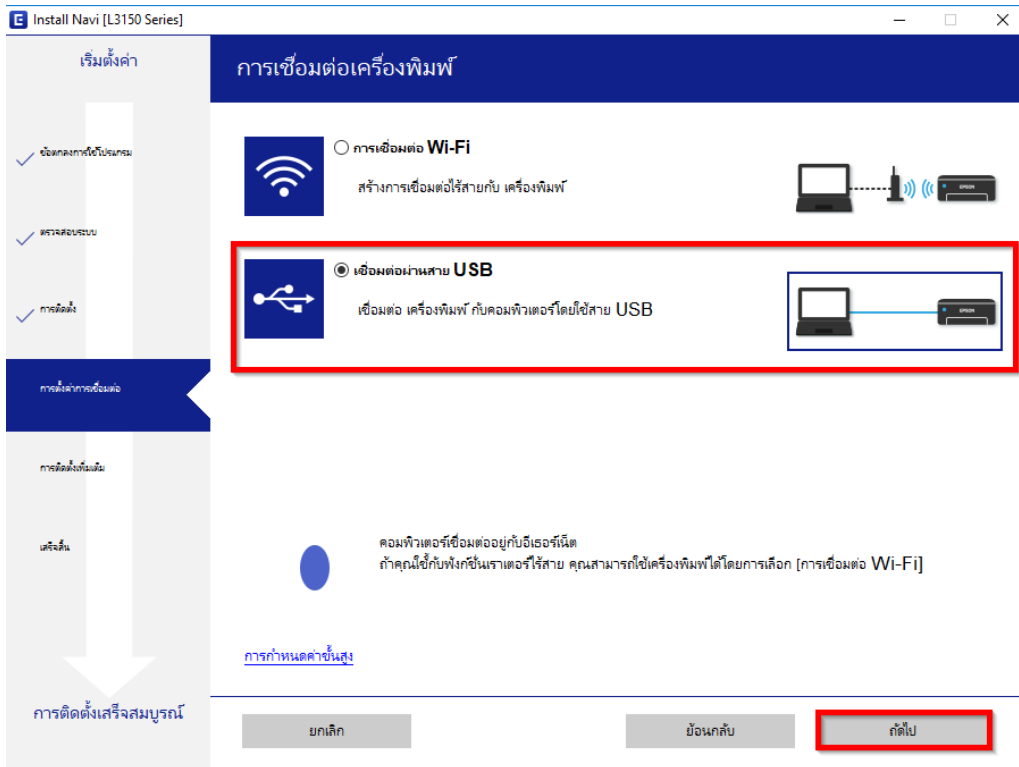 E Install Navi [L3150 Series]
เริ่มตั้งค่า
ข้อตกลงการใช้โปรแกรม
ตรวจสอบระบบ
การติดตั้ง
การตั้งค่าการเชื่อมต่อ
การติดตั้งเพิ่มเติม
เสร็จสิ้น
การติดตั้งเสร็จสมบูรณ์
การเชื่อมต่อเครื่องพิมพ์
การเชื่อมต่อ Wi-Fi
สร้างการเชื่อมต่อไร้สายกับ เครื่องพิมพ์
EPSON
เชื่อมต่อผ่านสาย USB
เชื่อมต่อ เครื่องพิมพ์ กับคอมพิวเตอร์โดยใช้สาย USB
EPSON
คอมพิวเตอร์เชื่อมต่ออยู่กับอีเธอร์เน็ต
ถ้าคุณใช้กับฟังก์ชั่นเราเตอร์ไร้สาย คุณสามารถใช้เครื่องพิมพ์ได้โดยการเลือก [การเชื่อมต่อ Wi-Fi]
การกำหนดค่าขั้นสูง
ยกเลิก
ย้อนกลับ
ถัดไป